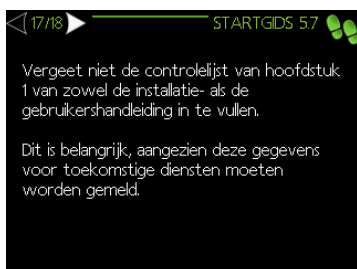 17/18 STARTGIDS 5.7
Vergeet niet de controlelijst van hoofdstuk
1 van zowel de installatie- als de
gebruikershandleiding in te vullen.
Dit is belangrijk, aangezien deze gegevens
voor toekomstige diensten moeten
worden gemeld.